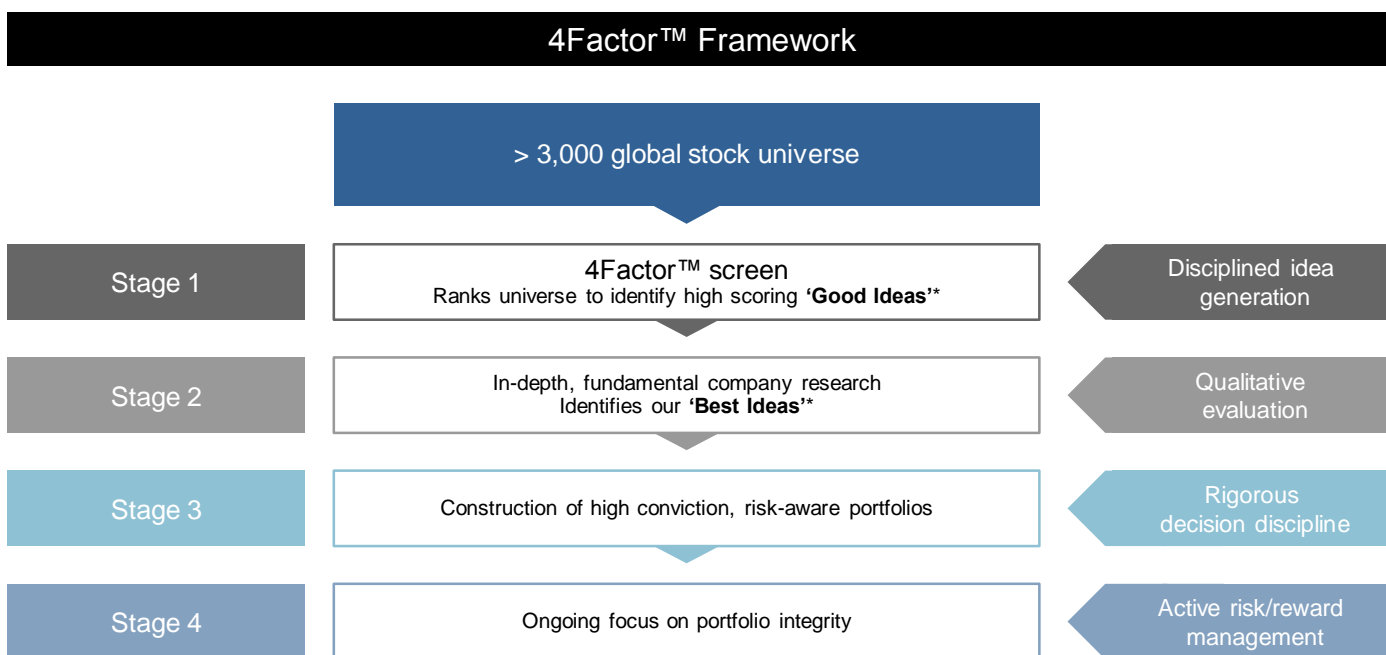 4Factor™ Framework
> 3,000 global stock universe
Stage 1
4Factor™ screen
Ranks universe to identify high scoring ‘Good Ideas’*
Disciplined idea
generation
Stage 2
In-depth, fundamental company research
Identifies our ‘Best Ideas’*
Qualitative
evaluation
Stage 3
Construction of high conviction, risk-aware portfolios
Rigorous
decision discipline
Stage 4
Ongoing focus on portfolio integrity
Active risk/reward
management